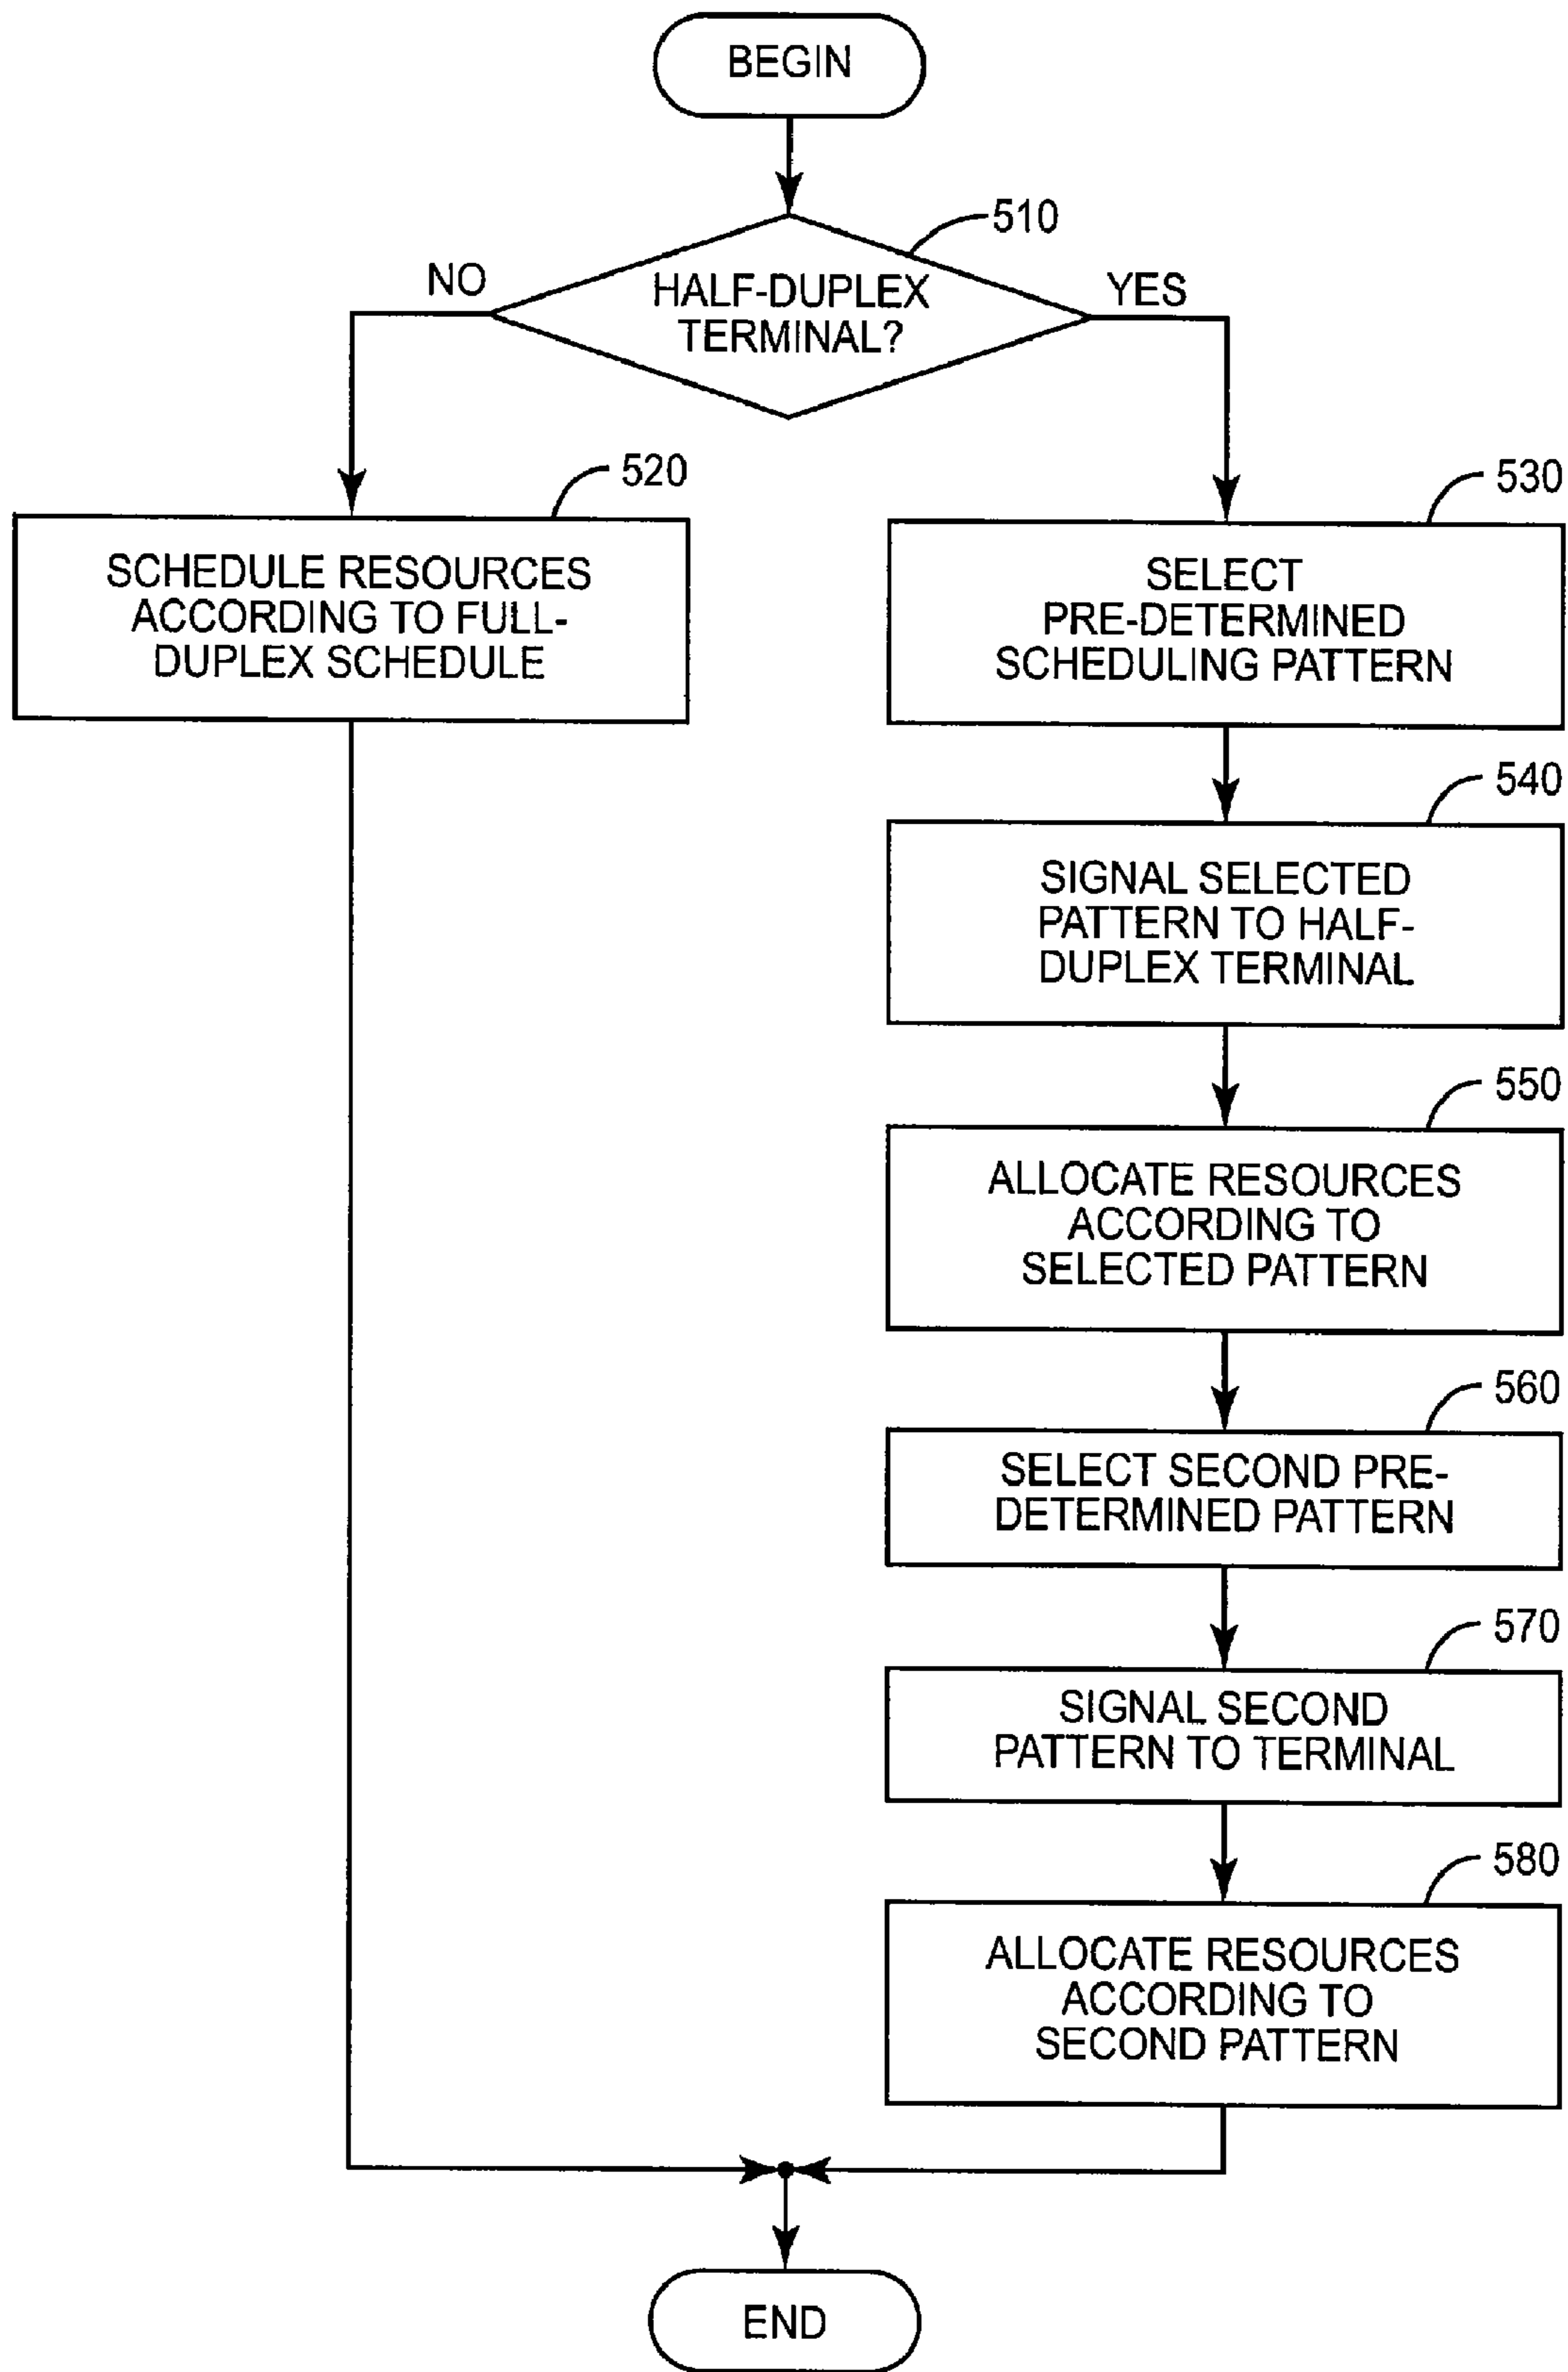 BEGIN
510
HALF-DUPLEX
TERMINAL?
NO
YES
520
SCHEDULE RESOURCES
ACCORDING TO FULL-
DUPLEX SCHEDULE
530
SELECT
PRE-DETERMINED
SCHEDULING PATTERN
540
SIGNAL SELECTED
PATTERN TO HALF-
DUPLEX TERMINAL
550
ALLOCATE RESOURCES
ACCORDING TO
SELECTED PATTERN
560
SELECT SECOND PRE-
DETERMINED PATTERN
570
SIGNAL SECOND
PATTERN TO TERMINAL
580
ALLOCATE RESOURCES
ACCORDING TO
SECOND PATTERN
END